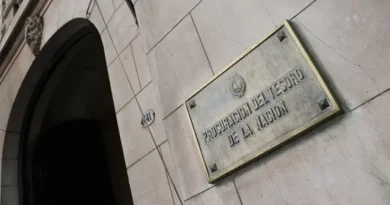 PROCURACION DEL TESORO
DE LA NACION